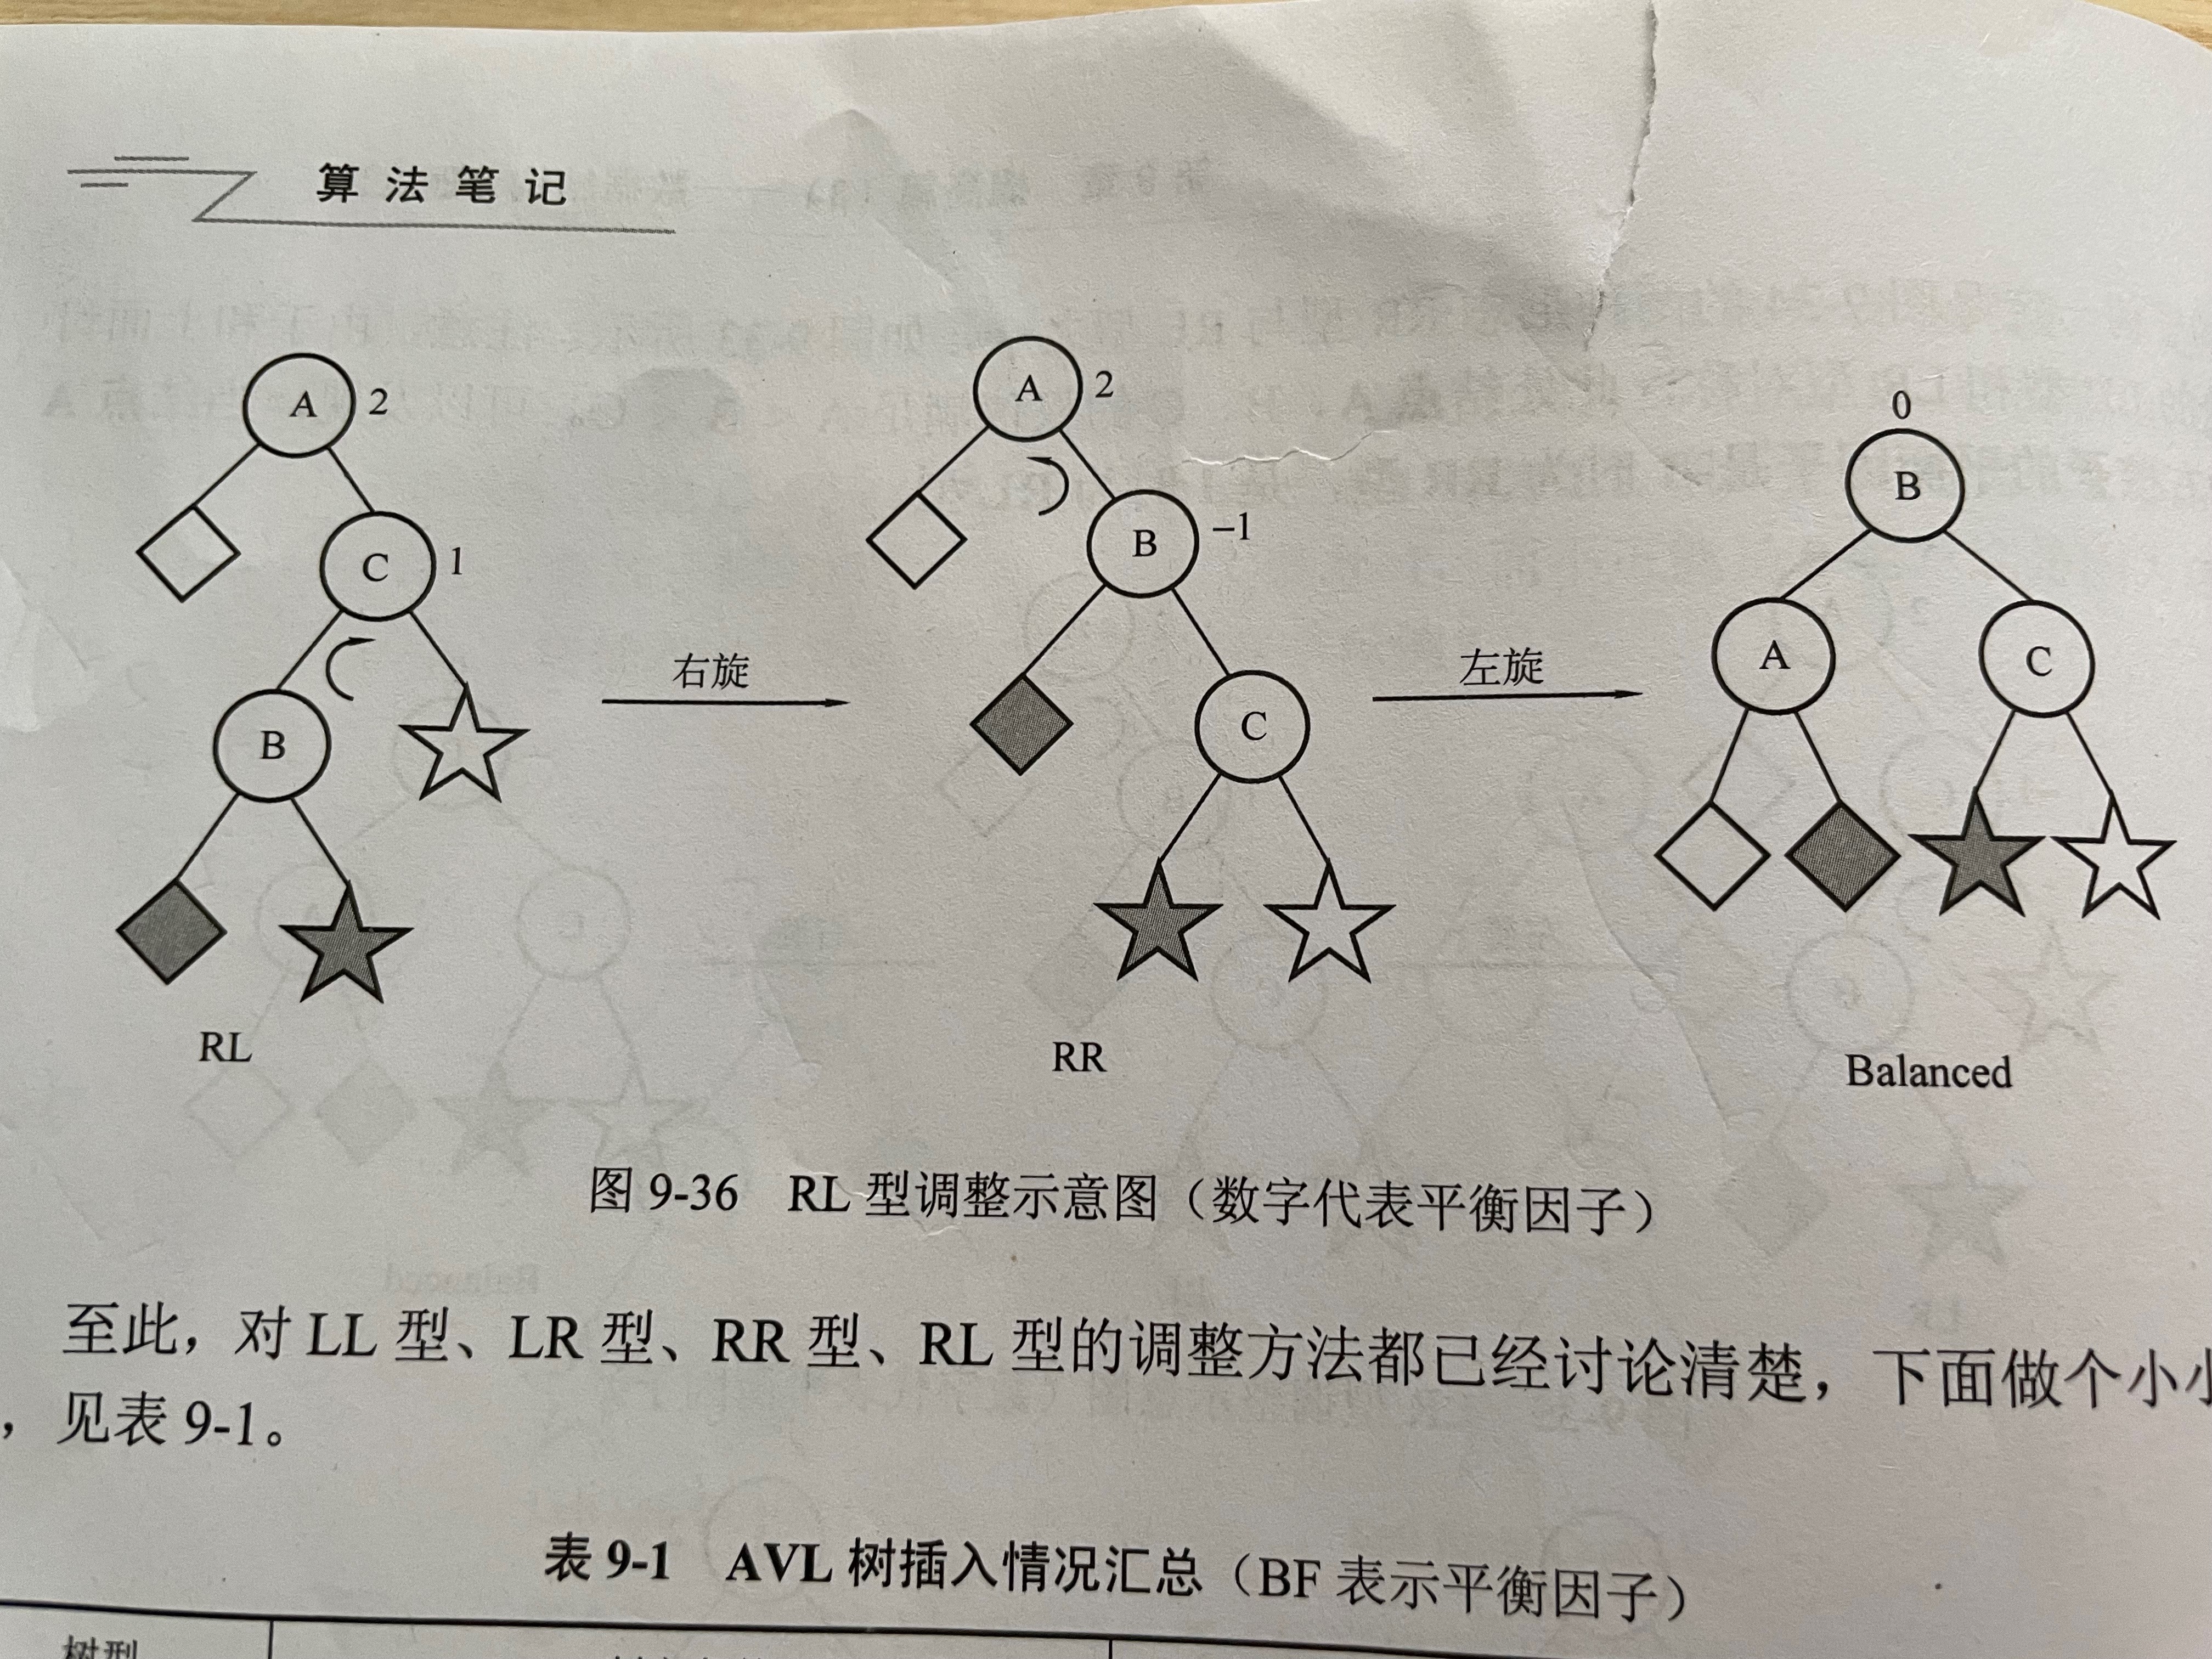 算法笔记
A 2
A 2
0
B
C 1
B −1
A
C
右旋
左旋
B
C
RL
RR
Balanced
图 9-36 RL 型调整示意图（数字代表平衡因子）
至此，对 LL 型、LR 型、RR 型、RL 型的调整方法都已经讨论清楚，下面做个小
，见表 9-1。
表 9-1 AVL 树插入情况汇总（BF 表示平衡因子）
树型